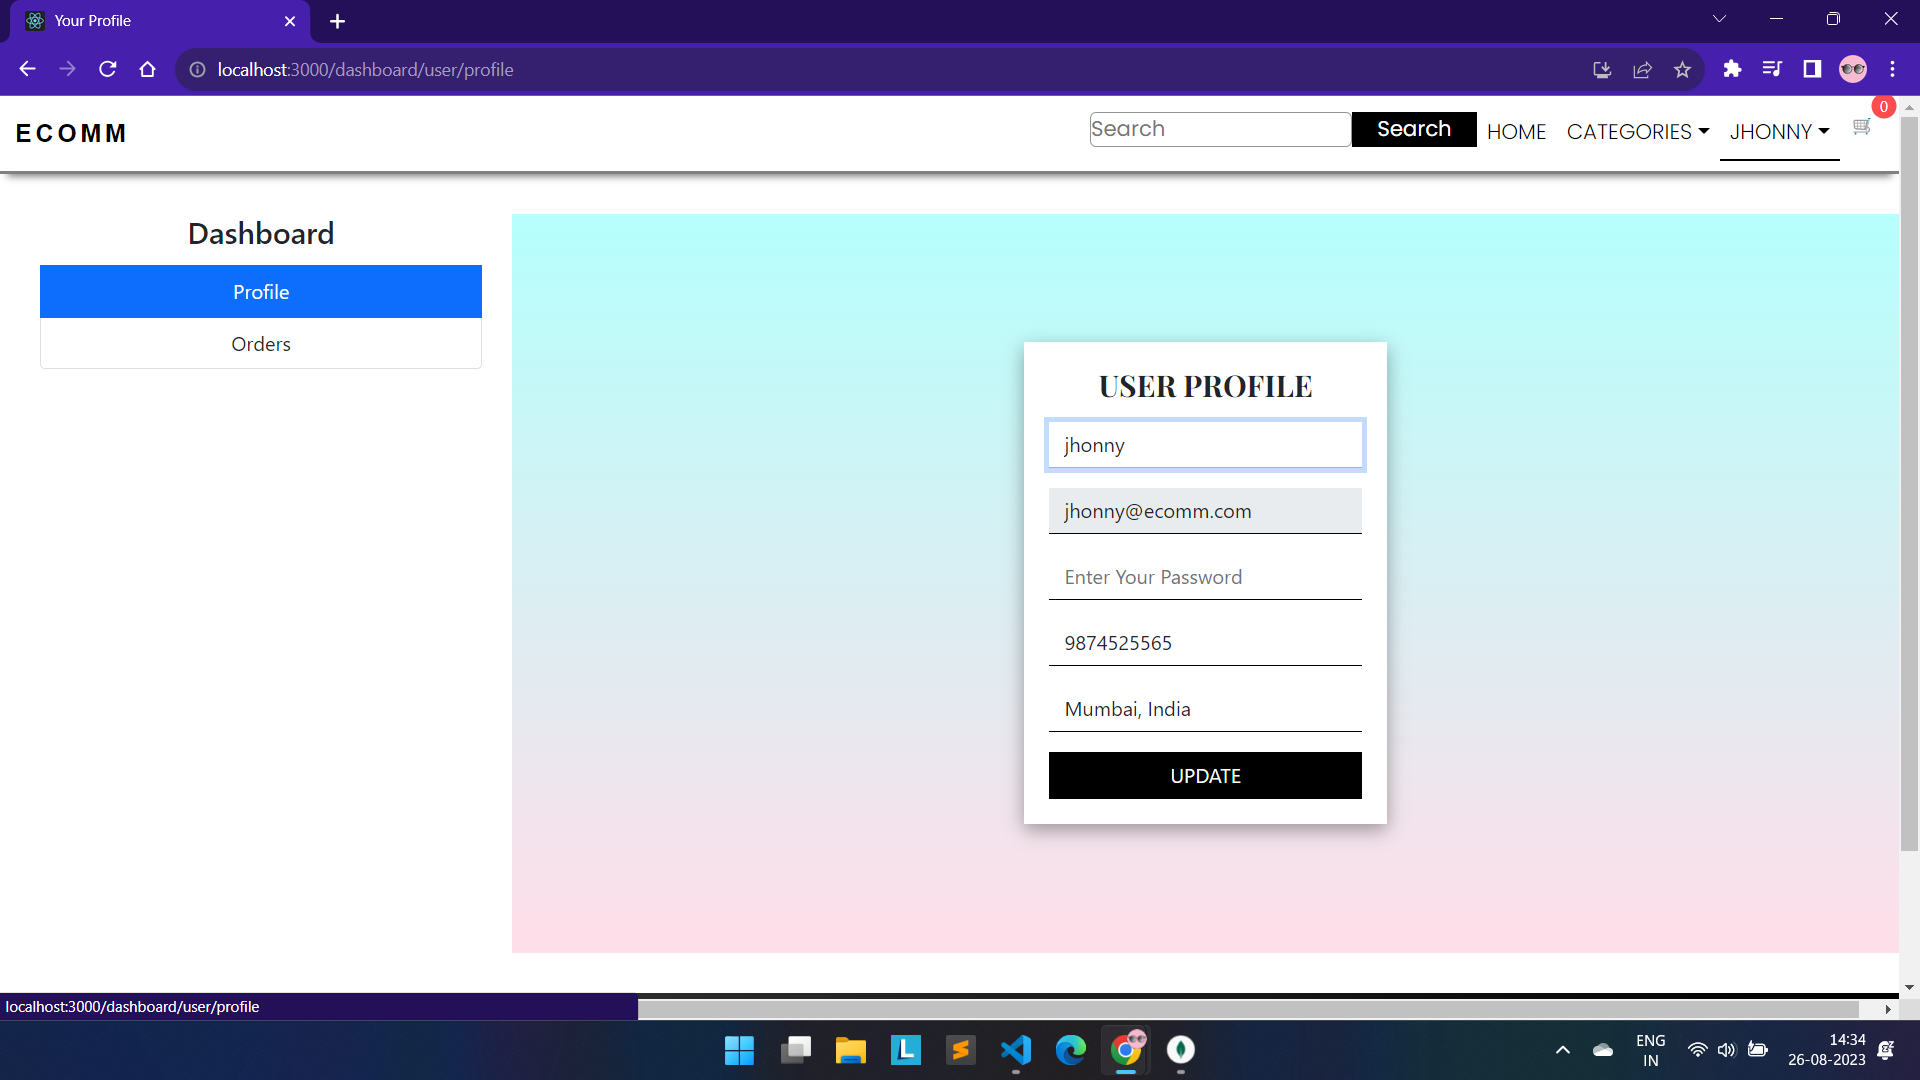 Your Profile
localhost:3000/dashboard/user/profile
ECOMM
Search
Search
HOME
CATEGORIES
JHONNY
0
Dashboard
Profile
Orders
USER PROFILE
jhonny
jhonny@ecomm.com
Enter Your Password
9874525565
Mumbai, India
UPDATE
localhost:3000/dashboard/user/profile
L
ENG
IN
14:34
26-08-2023